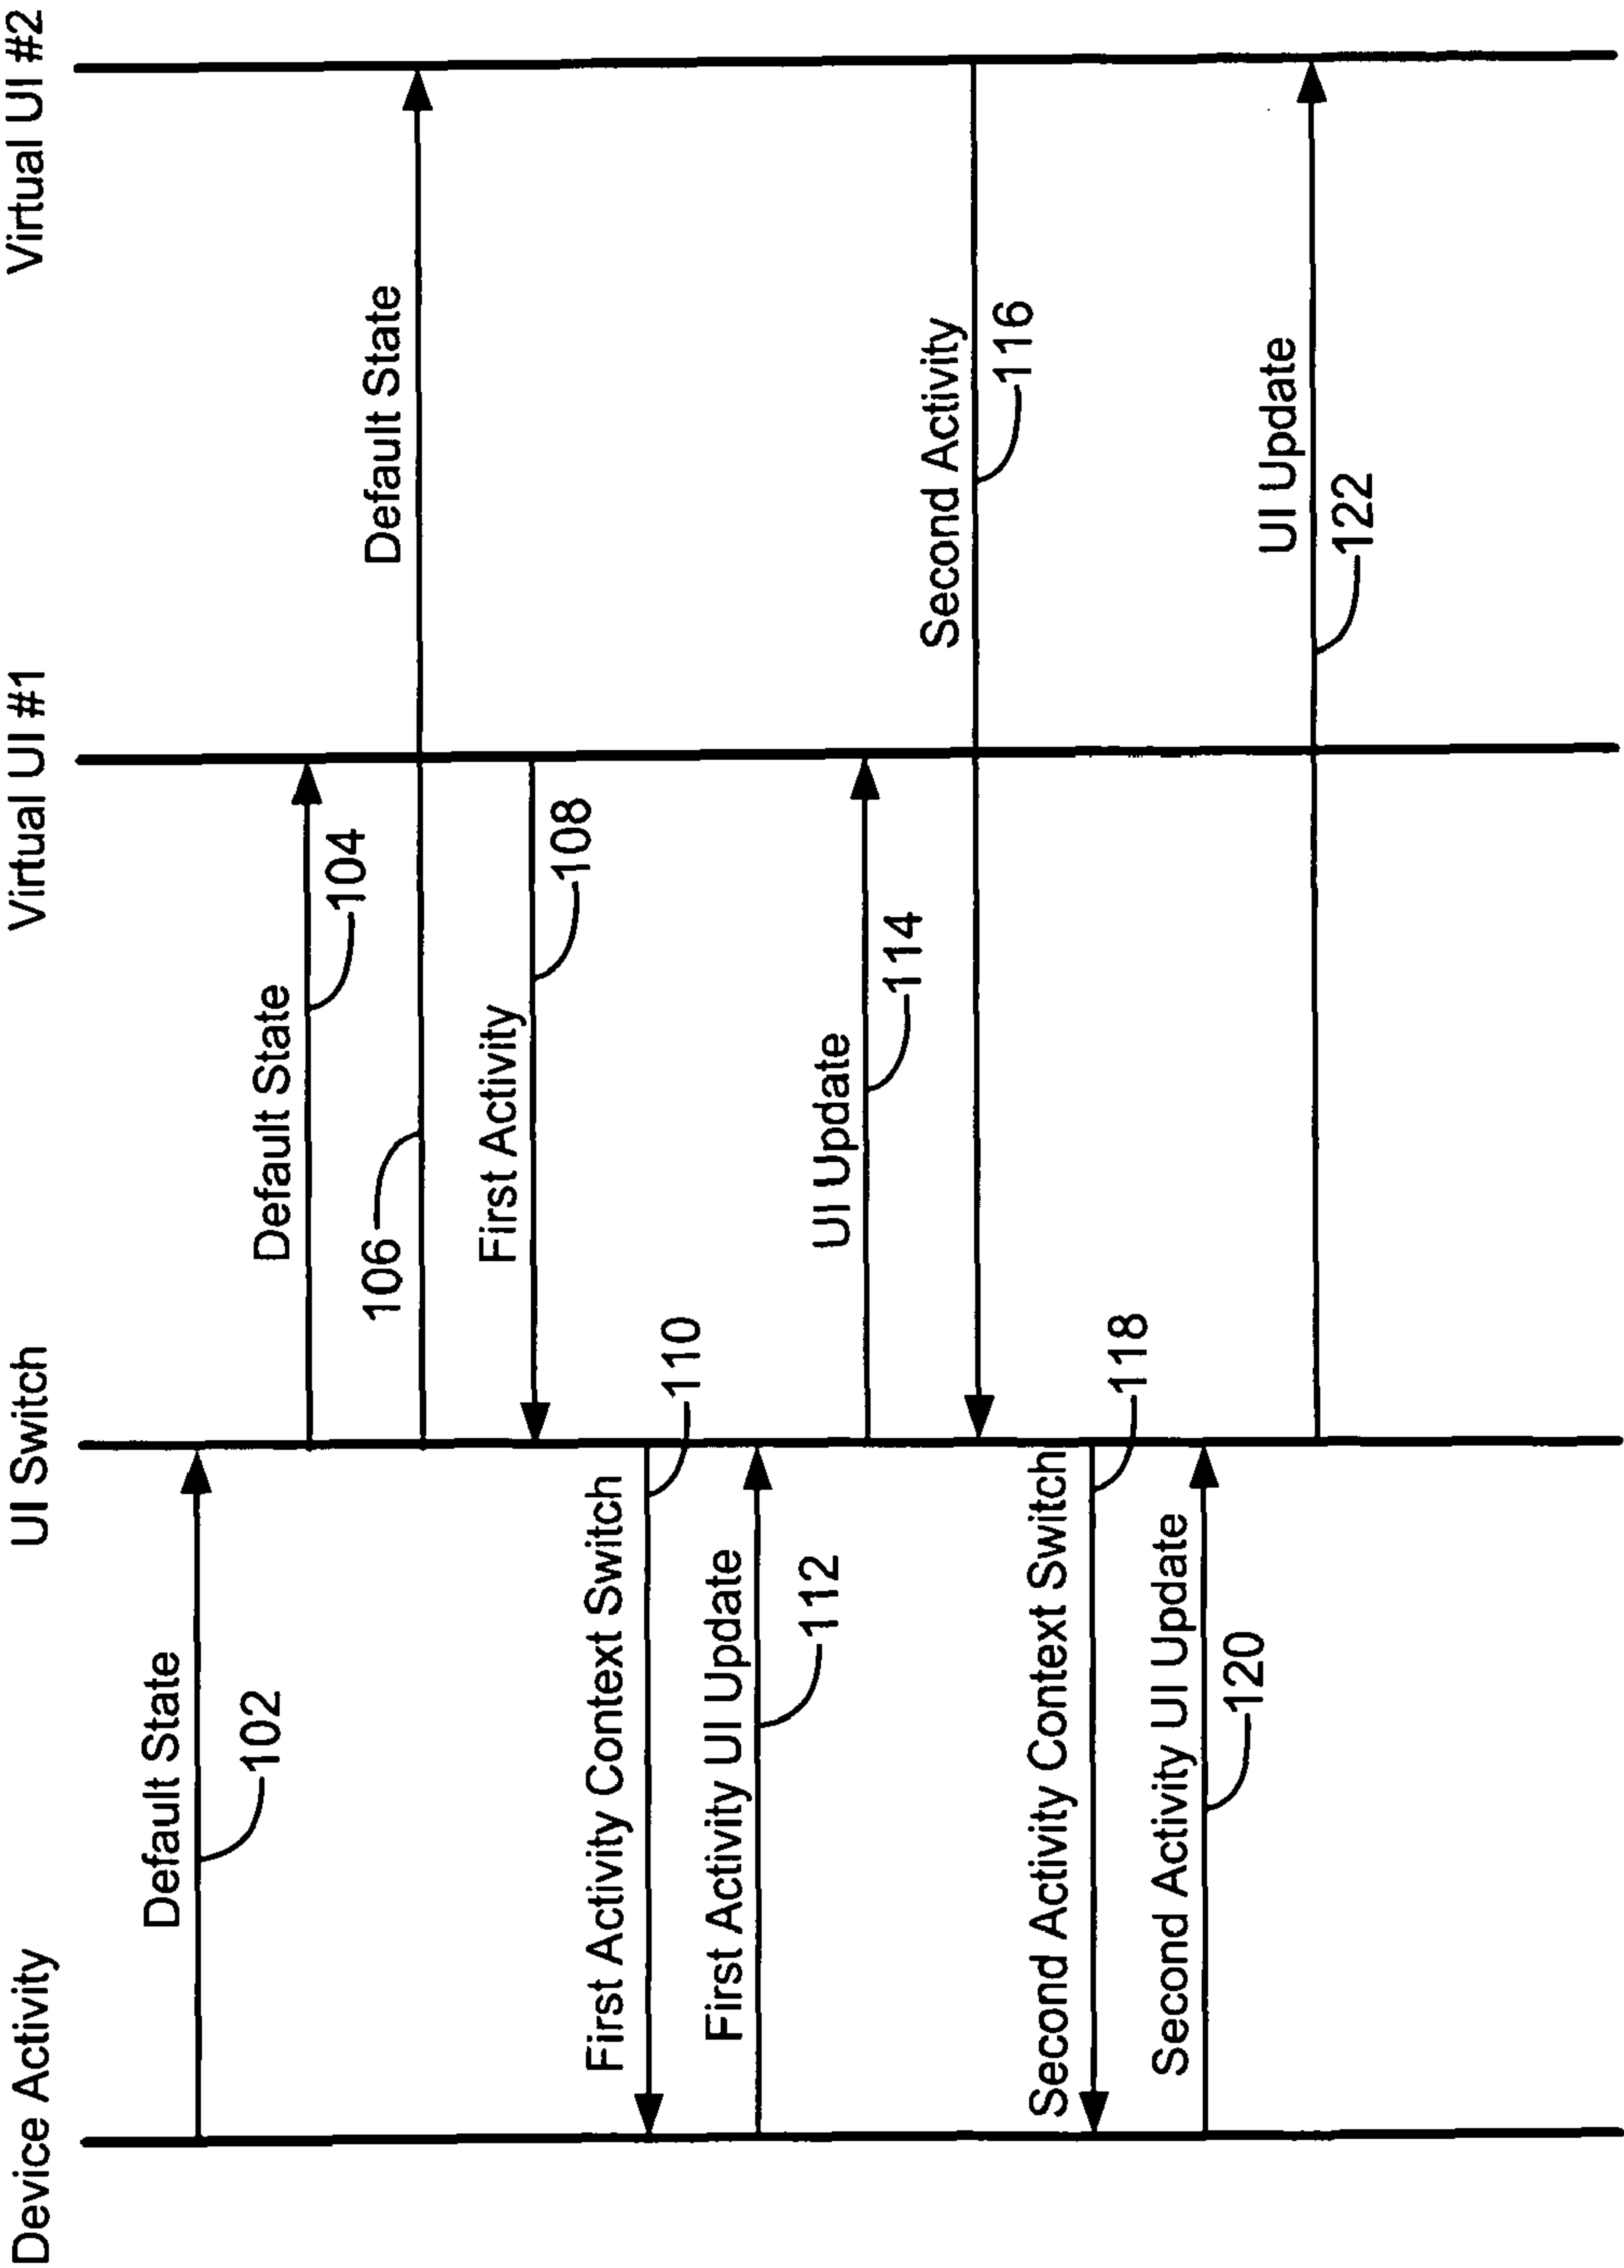 Device Activity
UI Switch
Virtual UI #1
Virtual UI #2
Default State
102
Default State
104
Default State
106
First Activity
108
First Activity Context Switch
110
First Activity UI Update
112
UI Update
114
Second Activity
116
Second Activity Context Switch
118
Second Activity UI Update
120
UI Update
122